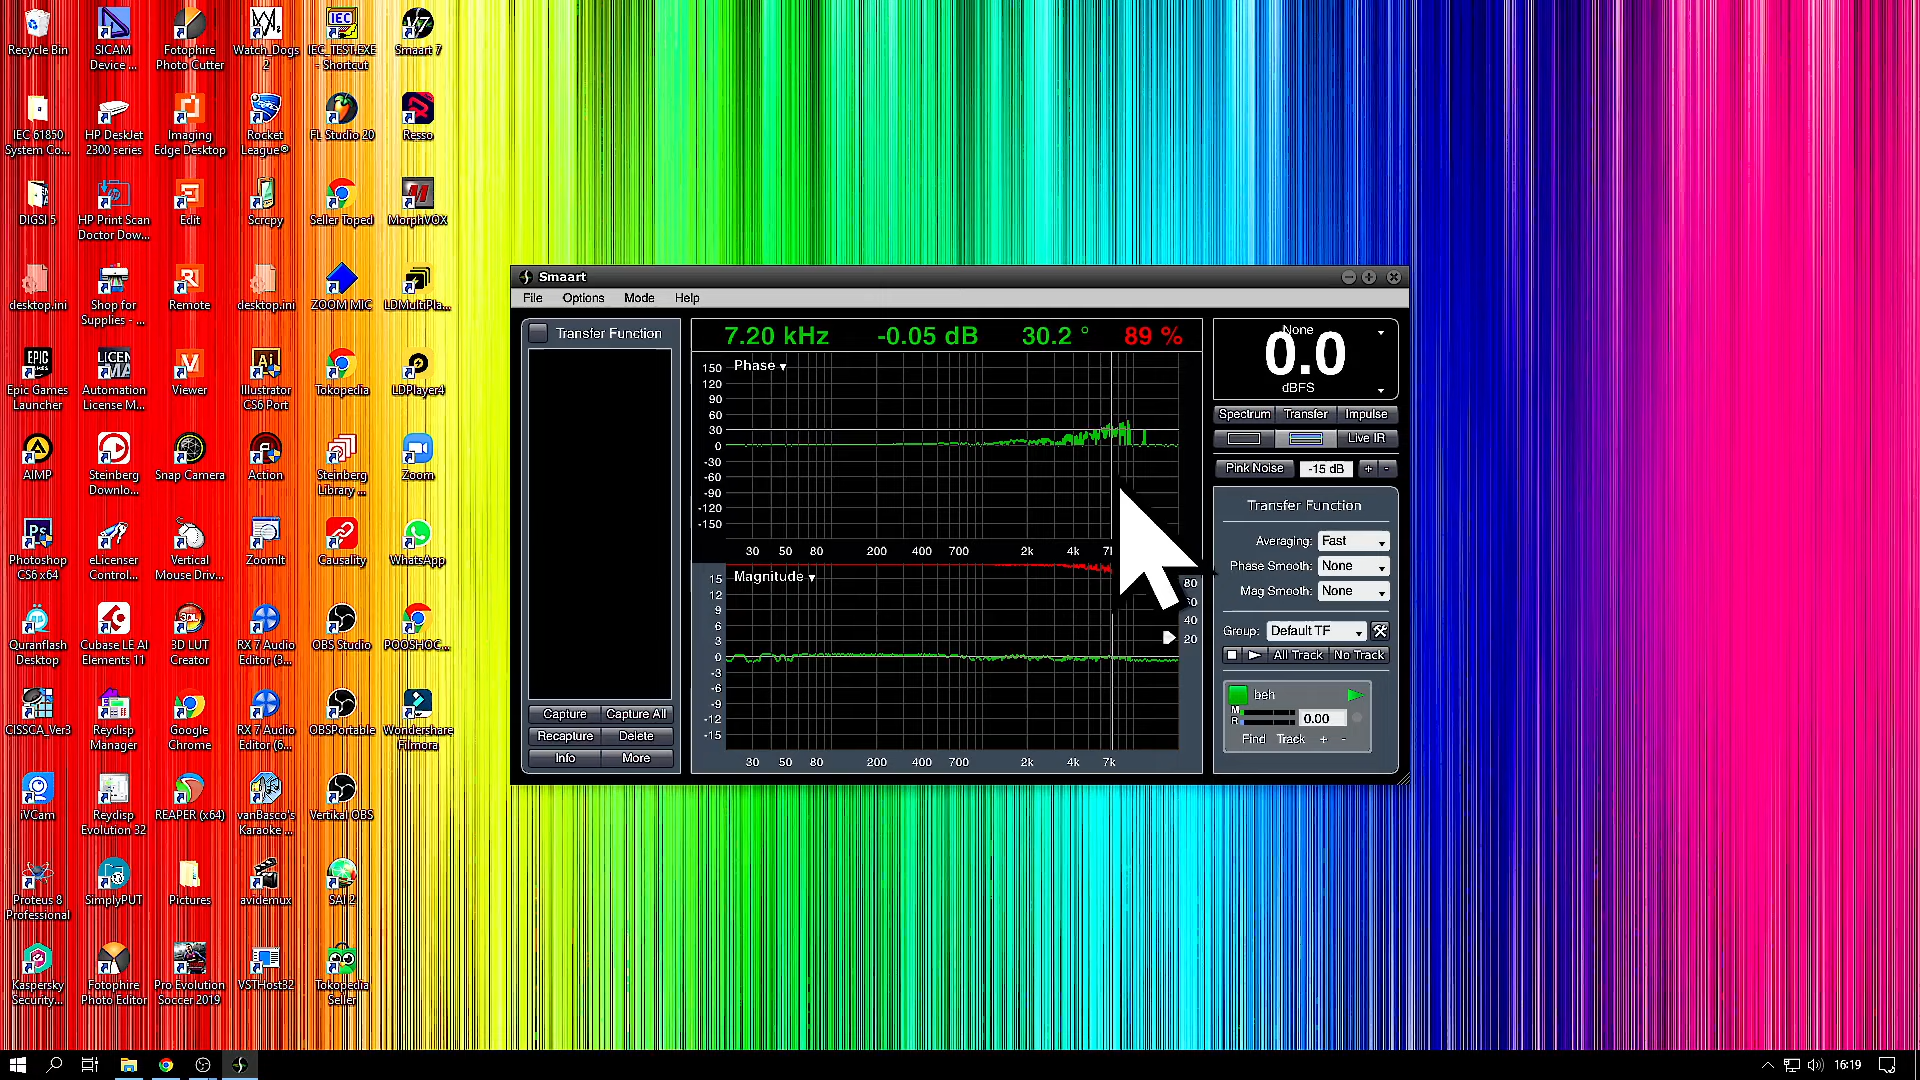 Recycle Bin
SICAM
Device ...
Fotophire
Photo Cutter
Watch_Dogs
2
IEC
IEC_TEST.EXE
- Shortcut
Smaart 7
IEC 61850
System Co...
HP DeskJet
2300 series
Imaging
Edge Desktop
Rocket
League®
FL Studio 20
Resso
DIGSI 5
HP Print Scan
Doctor Dow...
Edit
Scrcpy
Seller Toped
MorphVOX
desktop.ini
Shop for
Supplies - ...
Remote
desktop.ini
ZOOM MIC
LDMultiPla...
Epic Games
Launcher
Automation
License M...
Viewer
Illustrator
CS6 Port
Tokopedia
LDPlayer4
AIMP
Steinberg
Downlo...
Snap Camera
Action
Steinberg
Library ...
Zoom
Photoshop
CS6 x64
eLicenser
Control...
Vertical
Mouse Driv...
ZoomIt
Causality
WhatsApp
Quranflash
Desktop
Cubase LE AI
Elements 11
3D LUT
Creator
RX 7 Audio
Editor (3...
OBS Studio
POOSHOC...
CISSCA_Ver3
Reydisp
Manager
Google
Chrome
RX 7 Audio
Editor (6...
OBSPortable
Wondershare
Filmora
iVCam
Reydisp
Evolution 32
REAPER (x64)
vanBasco's
Karaoke ...
Vertikal OBS
Proteus 8
Professional
SimplyPUT
Pictures
avidemux
SAI 2
Kaspersky
Security...
Fotophire
Photo Editor
Pro Evolution
Soccer 2019
VSTHost32
Tokopedia
Seller
Smaart
File Options Mode Help
Transfer Function
Capture Capture All
Recapture Delete
Info More
7.20 kHz -0.05 dB 30.2 ° 89 %
Phase
150
120
90
60
30
0
-30
-60
-90
-120
-150
30 50 80 200 400 700 2k 4k
Magnitude
15
12
9
6
3
0
-3
-6
-9
-12
-15
80
40
20
30 50 80 200 400 700 2k 4k 7k
None
0.0
dBFS
Spectrum Transfer Impulse
Live IR
Pink Noise -15 dB + -
Transfer Function
Averaging: Fast
Phase Smooth: None
Mag Smooth: None
Group: Default TF
All Track No Track
beh
M
R
0.00
Find Track + -
16:19